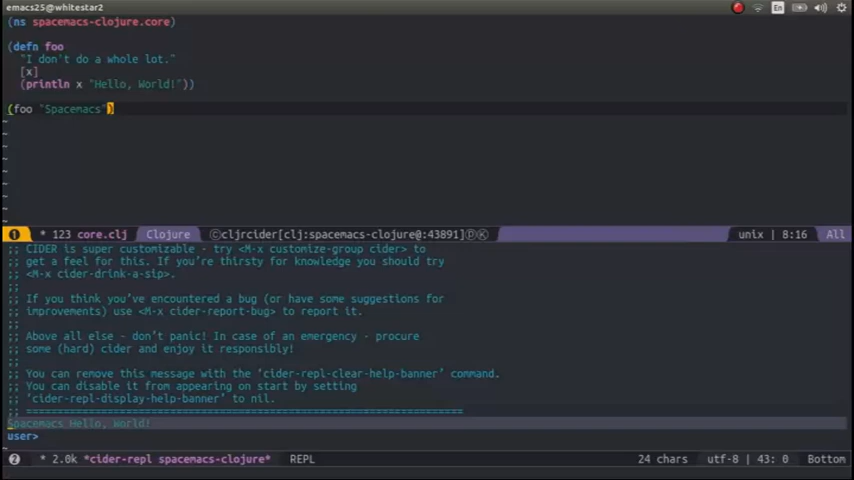 emacs25@whitestar2
En
(ns spacemacs-clojure.core)
(defn foo
"I don't do a whole lot."
[x]
(println x "Hello, World!"))
(foo "Spacemacs")
~
~
~
~
~
~
~
~
~
1 * 123 core.clj Clojure Ⓒcljrcider[clj:spacemacs-clojure@:43891]ⓟⓀ unix | 8:16 All
;; CIDER is super customizable - try <M-x customize-group cider> to
;; get a feel for this. If you're thirsty for knowledge you should try
;; <M-x cider-drink-a-sip>.
;;
;; If you think you've encountered a bug (or have some suggestions for
;; improvements) use <M-x cider-report-bug> to report it.
;;
;; Above all else - don't panic! In case of an emergency - procure
;; some (hard) cider and enjoy it responsibly!
;;
;; You can remove this message with the 'cider-repl-clear-help-banner' command.
;; You can disable it from appearing on start by setting
;; 'cider-repl-display-help-banner' to nil.
;; ======================================================================
Spacemacs Hello, World!
user>
~
2 * 2.0k *cider-repl spacemacs-clojure* REPL 24 chars utf-8 | 43: 0 Bottom